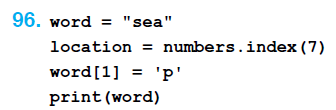 96. word = "sea"
location = numbers.index(7)
word[1] = 'p'
print(word)